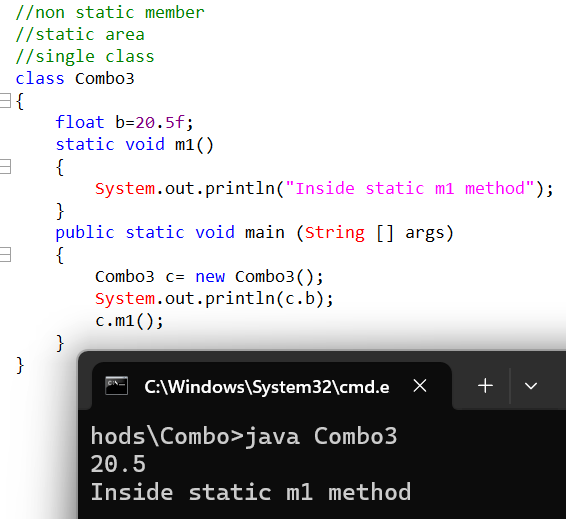 //non static member
//static area
//single class
class Combo3
{
float b=20.5f;
static void m1()
{
System.out.println("Inside static m1 method");
}
public static void main (String [] args)
{
Combo3 c= new Combo3();
System.out.println(c.b);
c.m1();
}
}
C:\Windows\System32\cmd.e
hods\Combo>java Combo3
20.5
Inside static m1 method